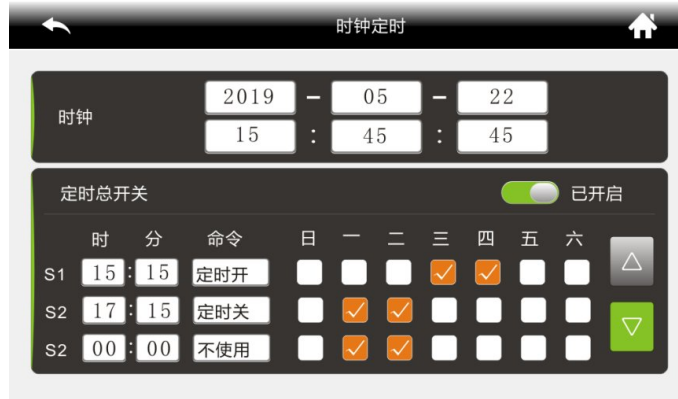 时钟定时
时钟 2019 - 05 - 22
15 : 45 : 45
定时总开关 已开启
时 分 命令 日 一 二 三 四 五 六
S1 15 : 15 定时开
S2 17 : 15 定时关
S2 00 : 00 不使用